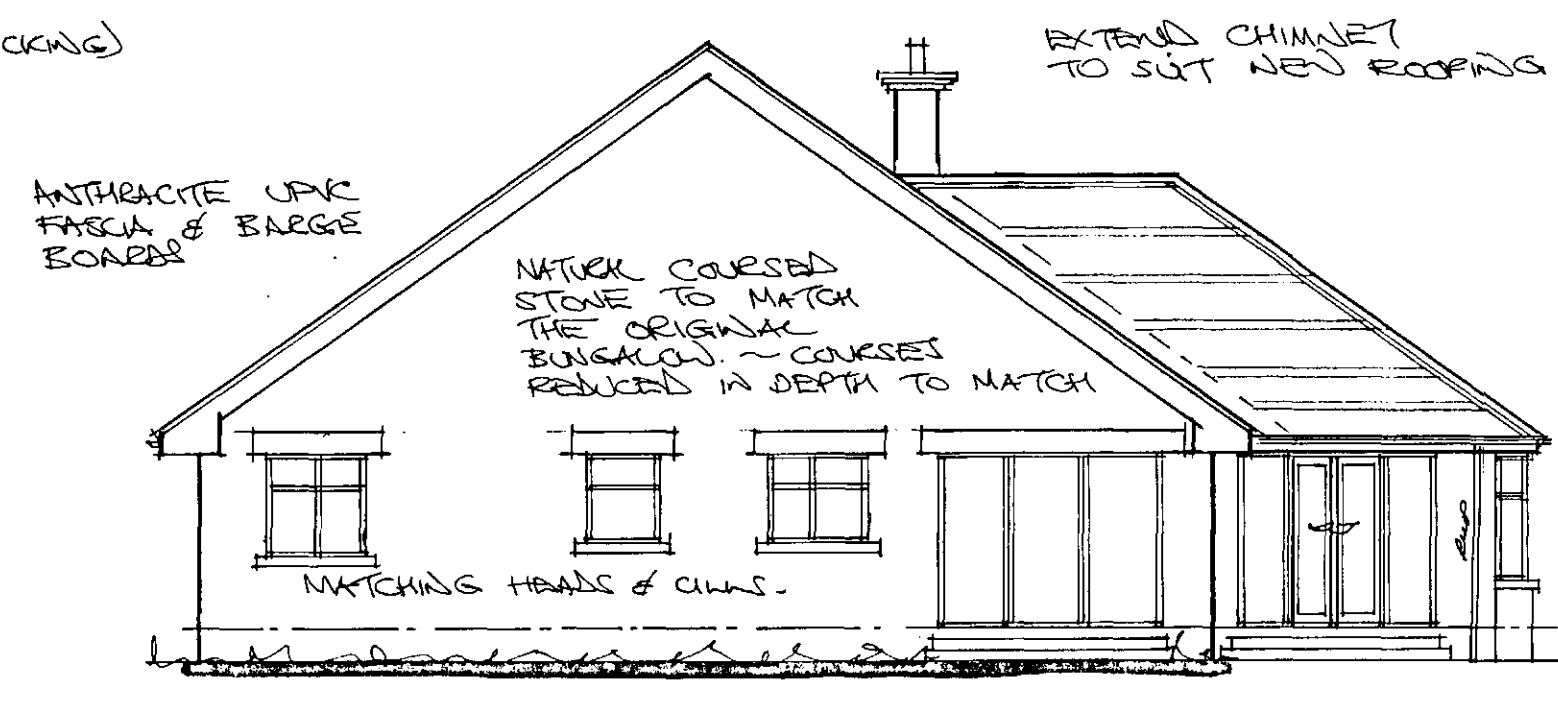 CKING)
EXTEND CHIMNEY
TO SUIT NEW ROOFING
ANTHRACITE UPVC
FASCIA & BARGE
BOARDS
NATURAL COURSED
STONE TO MATCH
THE ORIGINAL
BUNGALOW. ~ COURSES
REDUCED IN DEPTH TO MATCH
MATCHING HEADS & CILLS.